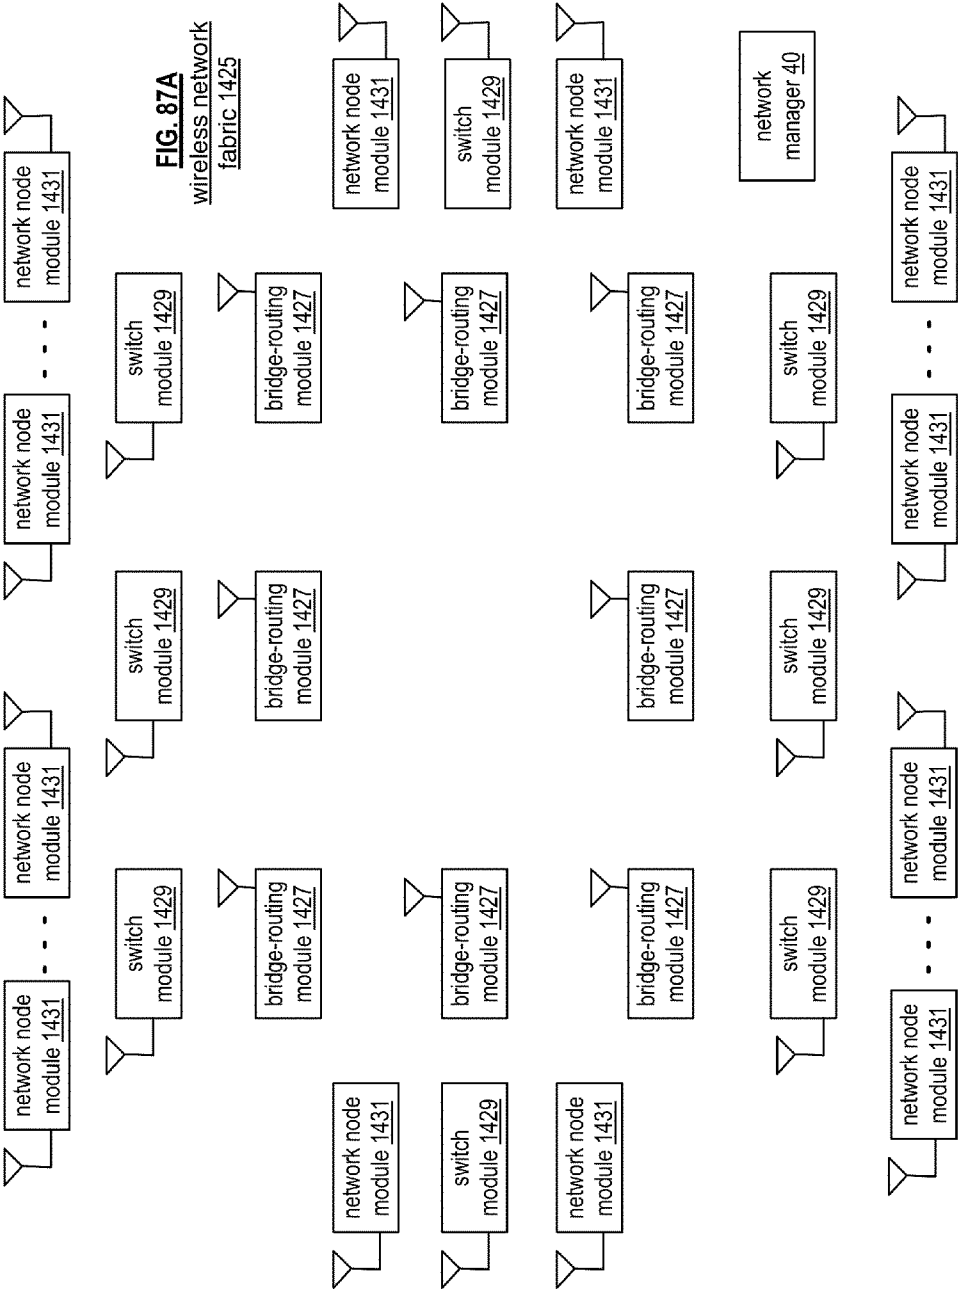 network node
module 1431
network node
module 1431
network node
module 1431
network node
module 1431
switch
module 1429
switch
module 1429
switch
module 1429
FIG. 87A
wireless network
fabric 1425
bridge-routing
module 1427
bridge-routing
module 1427
bridge-routing
module 1427
network node
module 1431
network node
module 1431
switch
module 1429
bridge-routing
module 1427
bridge-routing
module 1427
switch
module 1429
network node
module 1431
network node
module 1431
bridge-routing
module 1427
bridge-routing
module 1427
bridge-routing
module 1427
switch
module 1429
switch
module 1429
switch
module 1429
network
manager 40
network node
module 1431
network node
module 1431
network node
module 1431
network node
module 1431